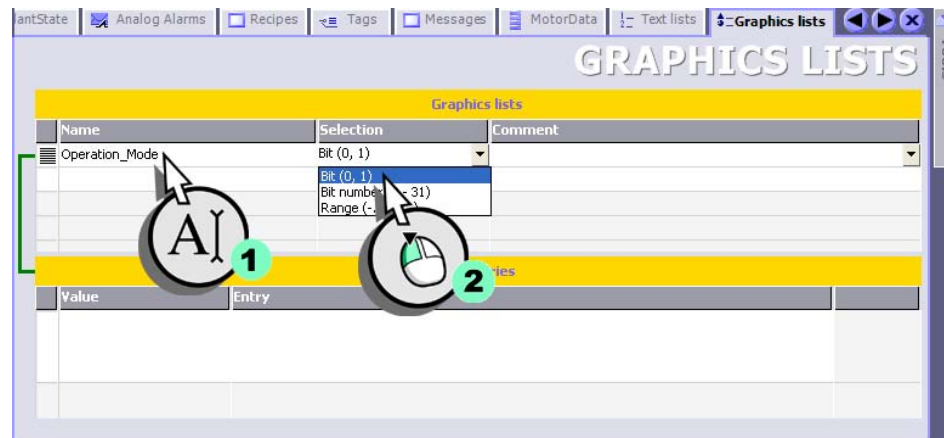 lantState Analog Alarms Recipes Tags Messages MotorData Text lists Graphics lists
GRAPHICS LISTS
Graphics lists
Name Selection Comment
Operation_Mode Bit (0, 1)
Bit (0, 1)
Bit number 31)
Range (-
A 1
2
ries
Value Entry